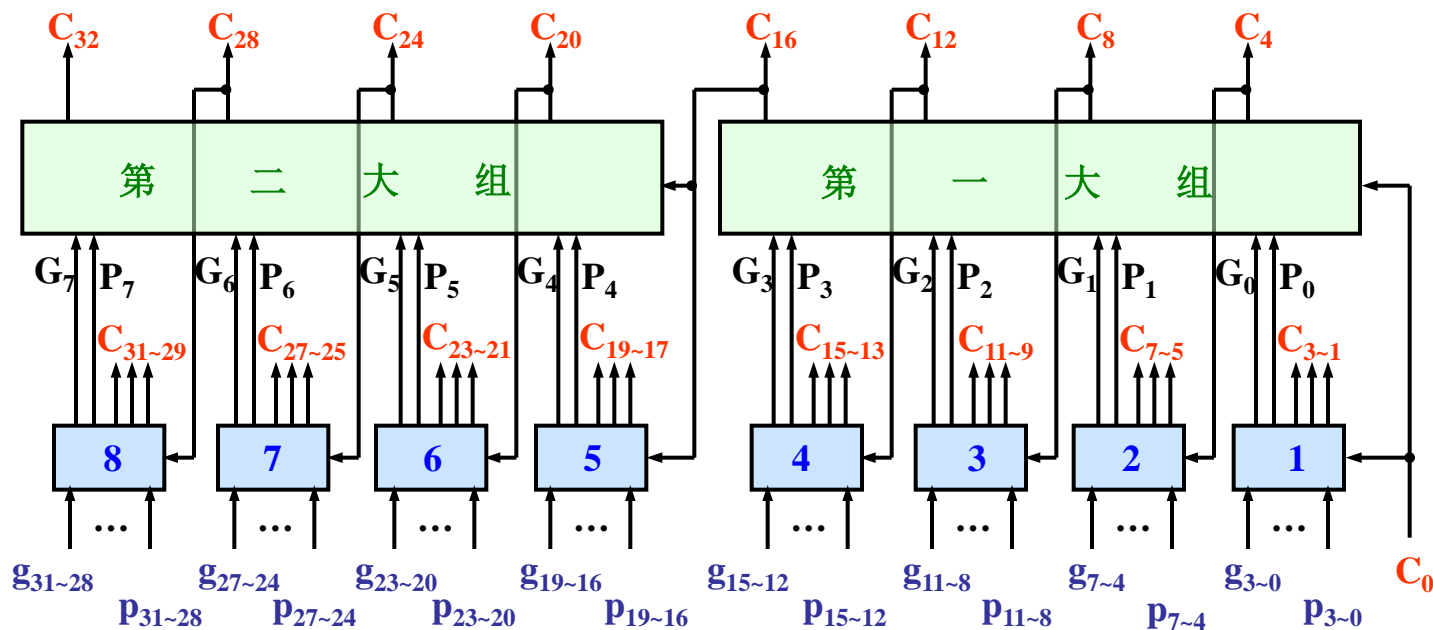 C32 C28 C24 C20 C16 C12 C8 C4
第 二 大 组 第 一 大 组
G7 P7 G6 P6 G5 P5 G4 P4 G3 P3 G2 P2 G1 P1 G0 P0
C31~29 C27~25 C23~21 C19~17 C15~13 C11~9 C7~5 C3~1
8 7 6 5 4 3 2 1
... ... ... ... ... ... ... ...
g31~28 g27~24 g23~20 g19~16 g15~12 g11~8 g7~4 g3~0 C0
p31~28 p27~24 p23~20 p19~16 p15~12 p11~8 p7~4 p3~0